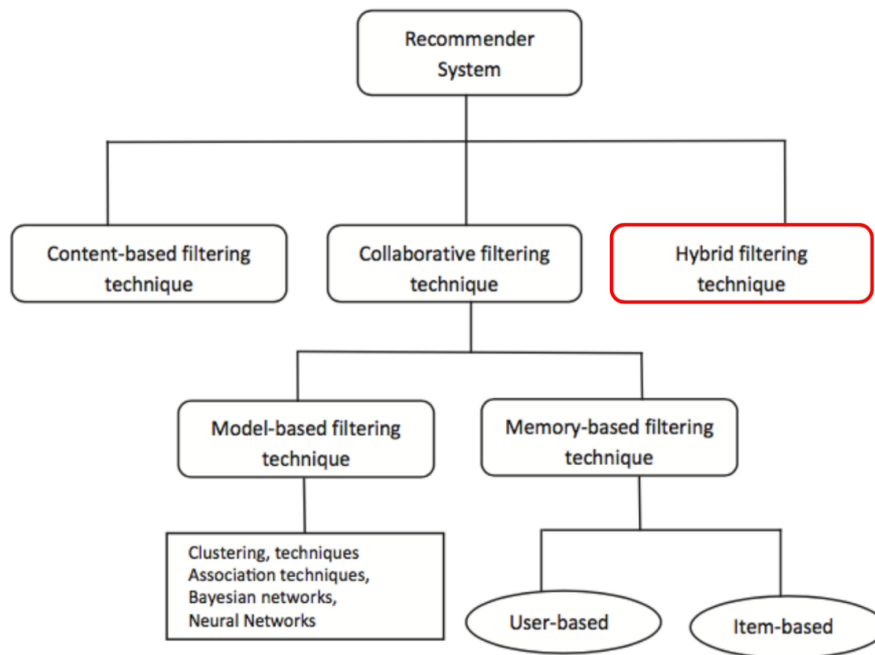 Recommender
System
Content-based filtering
technique
Collaborative filtering
technique
Hybrid filtering
technique
Model-based filtering
technique
Memory-based filtering
technique
Clustering, techniques
Association techniques,
Bayesian networks,
Neural Networks
User-based
Item-based